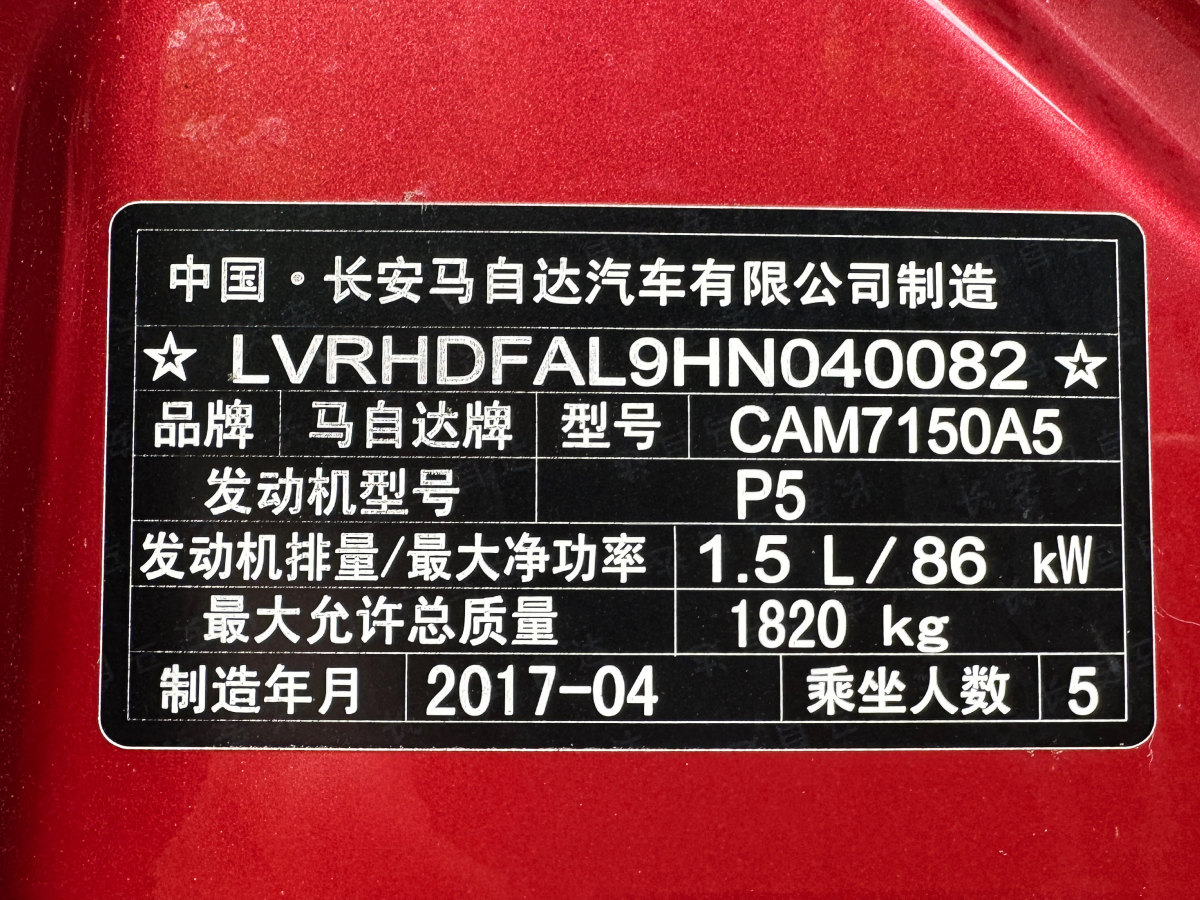 中国·长安马自达汽车有限公司制造
☆ LVRHDFAL9HN040082 ☆
品牌 马自达牌 型号 CAM7150A5
发动机型号 P5
发动机排量/最大净功率 1.5 L/86 kW
最大允许总质量 1820 kg
制造年月 2017-04 乘坐人数 5